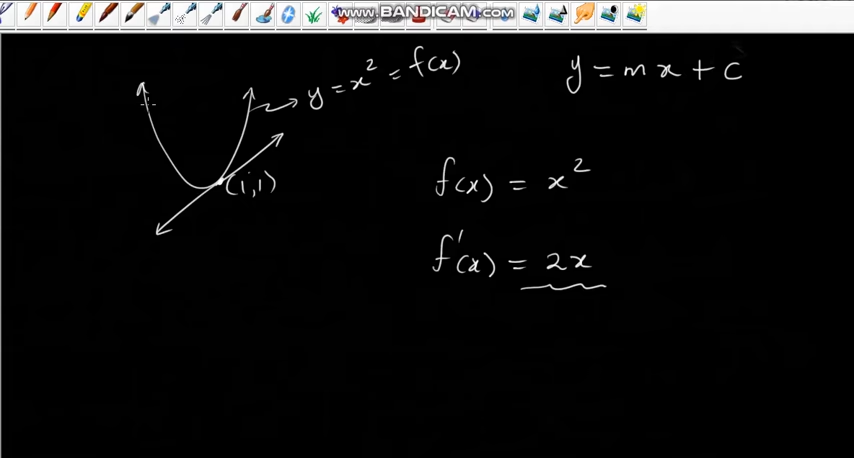 www.BANDICAM.com
y = x² = f(x)
y = mx + c
(1,1)
f(x) = x²
f'(x) = 2x